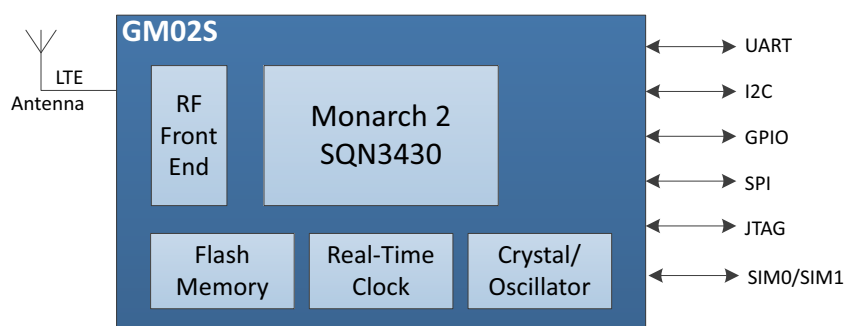 GM02S
LTE
Antenna
RF
Front
End
Monarch 2
SQN3430
Flash
Memory
Real-Time
Clock
Crystal/
Oscillator
UART
I2C
GPIO
SPI
JTAG
SIM0/SIM1